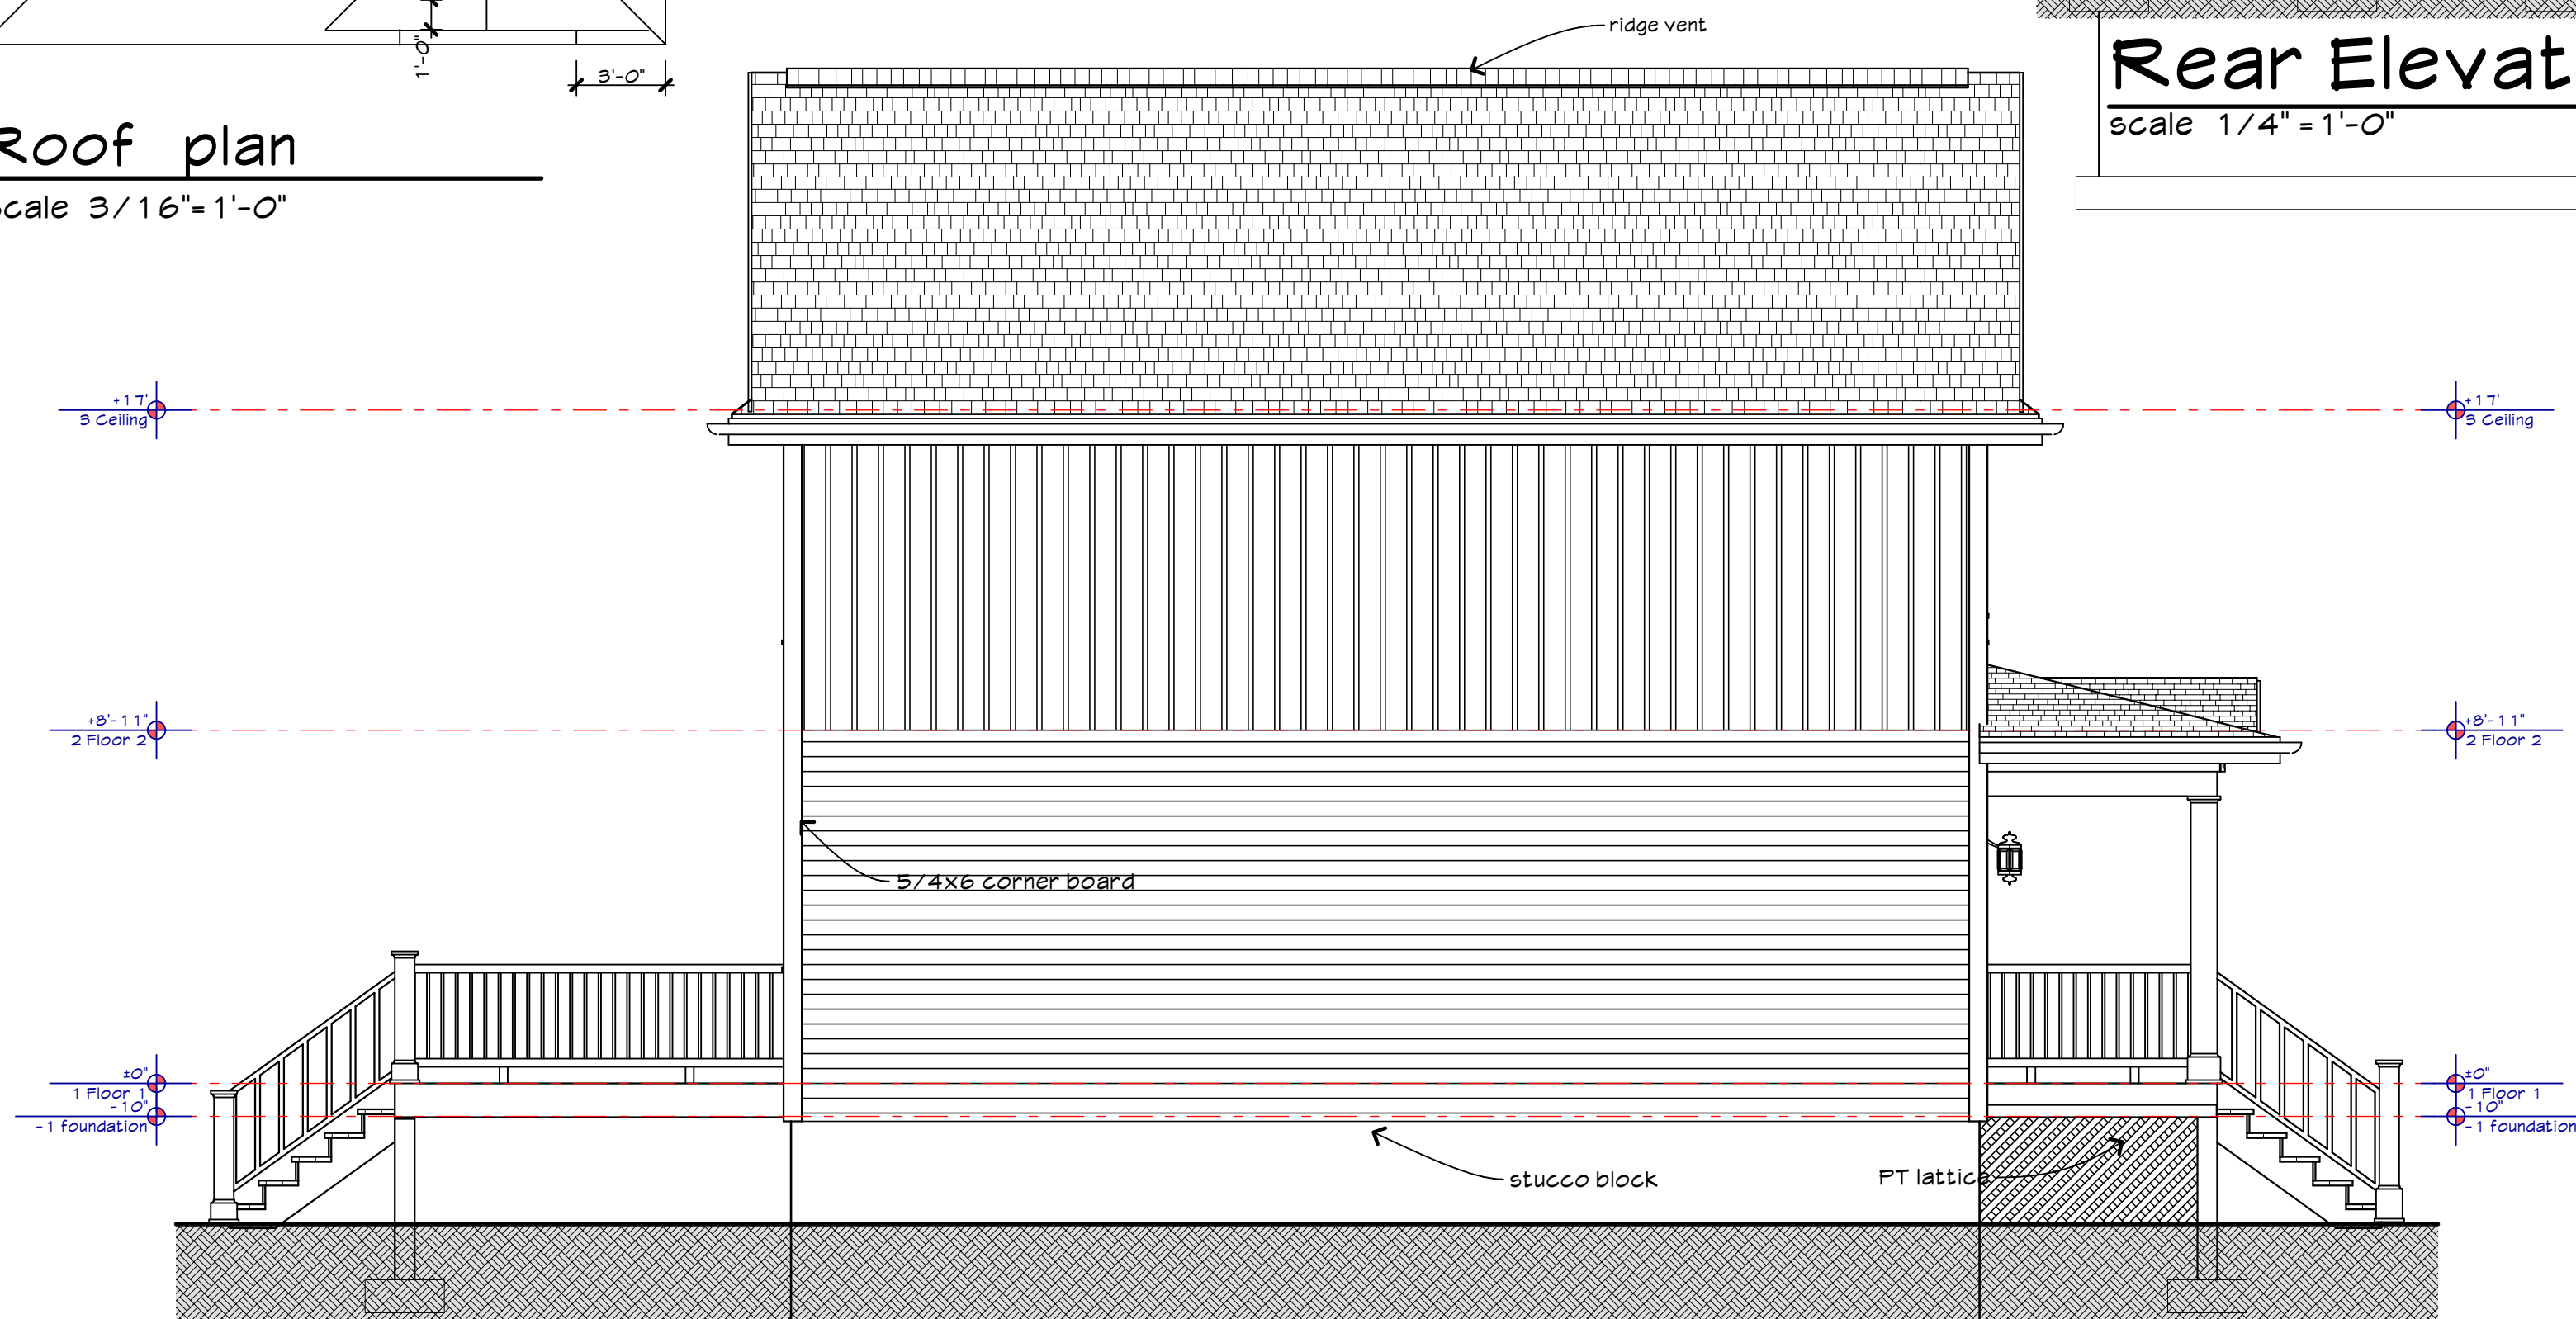 ridge vent
1'-0"
3'-0"
Rear Elevat
scale 1/4" = 1'-0"
Roof plan
scale 3/16"=1'-0"
+17'
3 Ceiling
+17'
3 Ceiling
+8'-11"
2 Floor 2
+8'-11"
2 Floor 2
5/4x6 corner board
±0"
1 Floor 1
-10"
-1 foundation
±0"
1 Floor 1
-10"
-1 foundation
stucco block
PT lattice